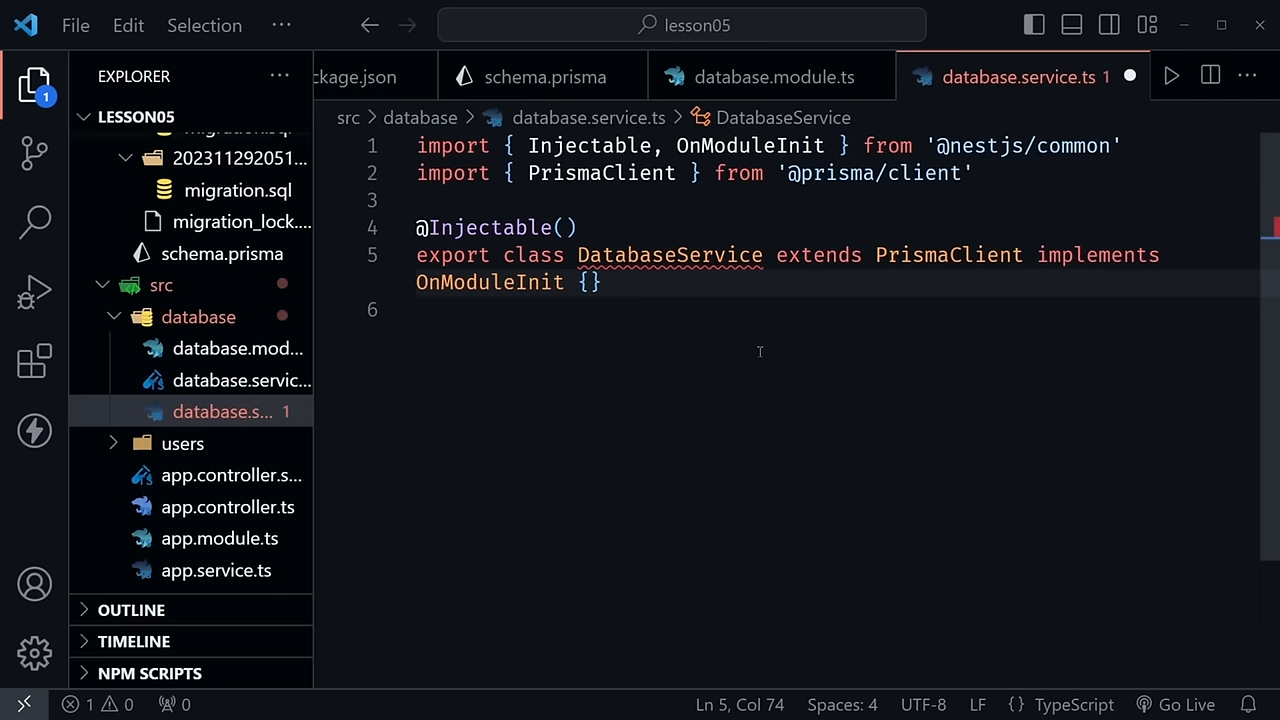 File Edit Selection ··· lesson05
EXPLORER ···
LESSON05
migration.sql
202311292051...
migration.sql
migration_lock....
schema.prisma
src
database
database.mod...
database.servic...
database.s... 1
users
app.controller.s...
app.controller.ts
app.module.ts
app.service.ts
OUTLINE
TIMELINE
NPM SCRIPTS
1
ckage.json schema.prisma database.module.ts database.service.ts 1
src > database > database.service.ts > DatabaseService
1 import { Injectable, OnModuleInit } from '@nestjs/common'
2 import { PrismaClient } from '@prisma/client'
3
4 @Injectable()
5 export class DatabaseService extends PrismaClient implements
OnModuleInit {}
6
1 0 0 Ln 5, Col 74 Spaces: 4 UTF-8 LF {} TypeScript Go Live